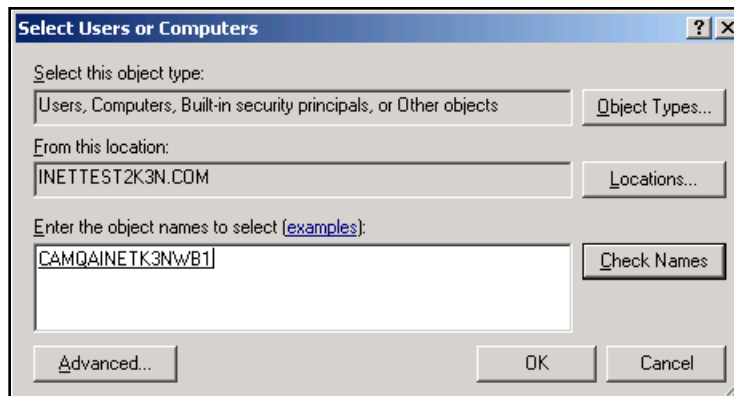 Select Users or Computers
Select this object type:
Users, Computers, Built-in security principals, or Other objects
Object Types...
From this location:
INETTEST2K3N.COM
Locations...
Enter the object names to select (examples):
CAMQAINETK3NWB1
Check Names
Advanced...
OK
Cancel